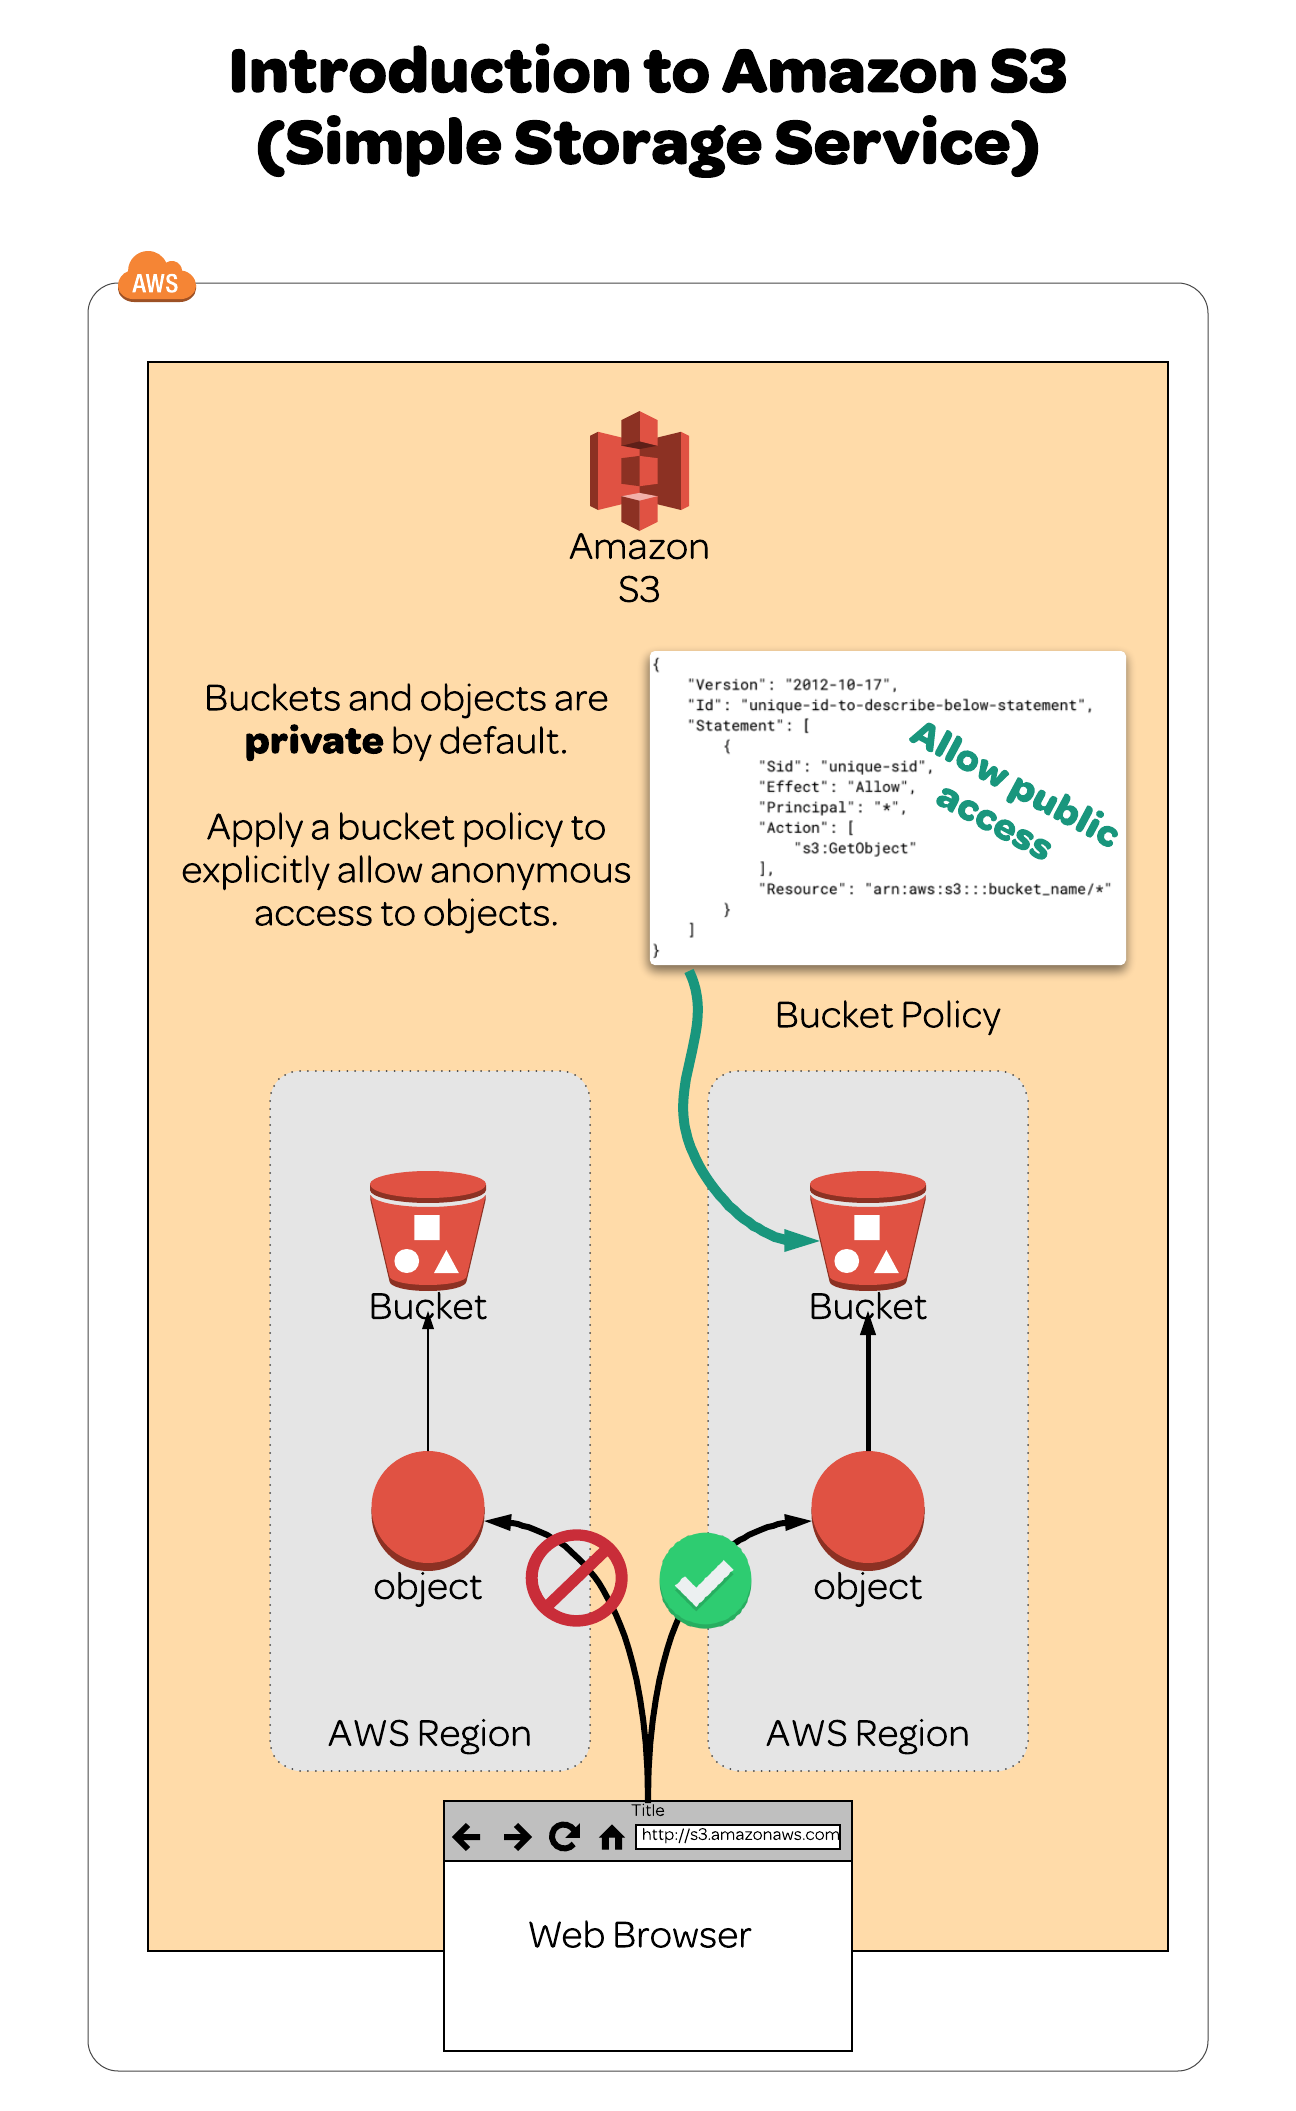 Introduction to Amazon S3
(Simple Storage Service)
AWS
Amazon
S3
Buckets and objects are
private by default.
Apply a bucket policy to
explicitly allow anonymous
access to objects.
{
"Version": "2012-10-17",
"Id": "unique-id-to-describe-below-statement",
"Statement": [
{
"Sid": "unique-sid",
"Effect": "Allow",
"Principal": "*",
"Action": [
"s3:GetObject"
],
"Resource": "arn:aws:s3:::bucket_name/*"
}
]
}
Allow public
access
Bucket Policy
Bucket
Bucket
object
object
AWS Region
AWS Region
Title
http://s3.amazonaws.com
Web Browser